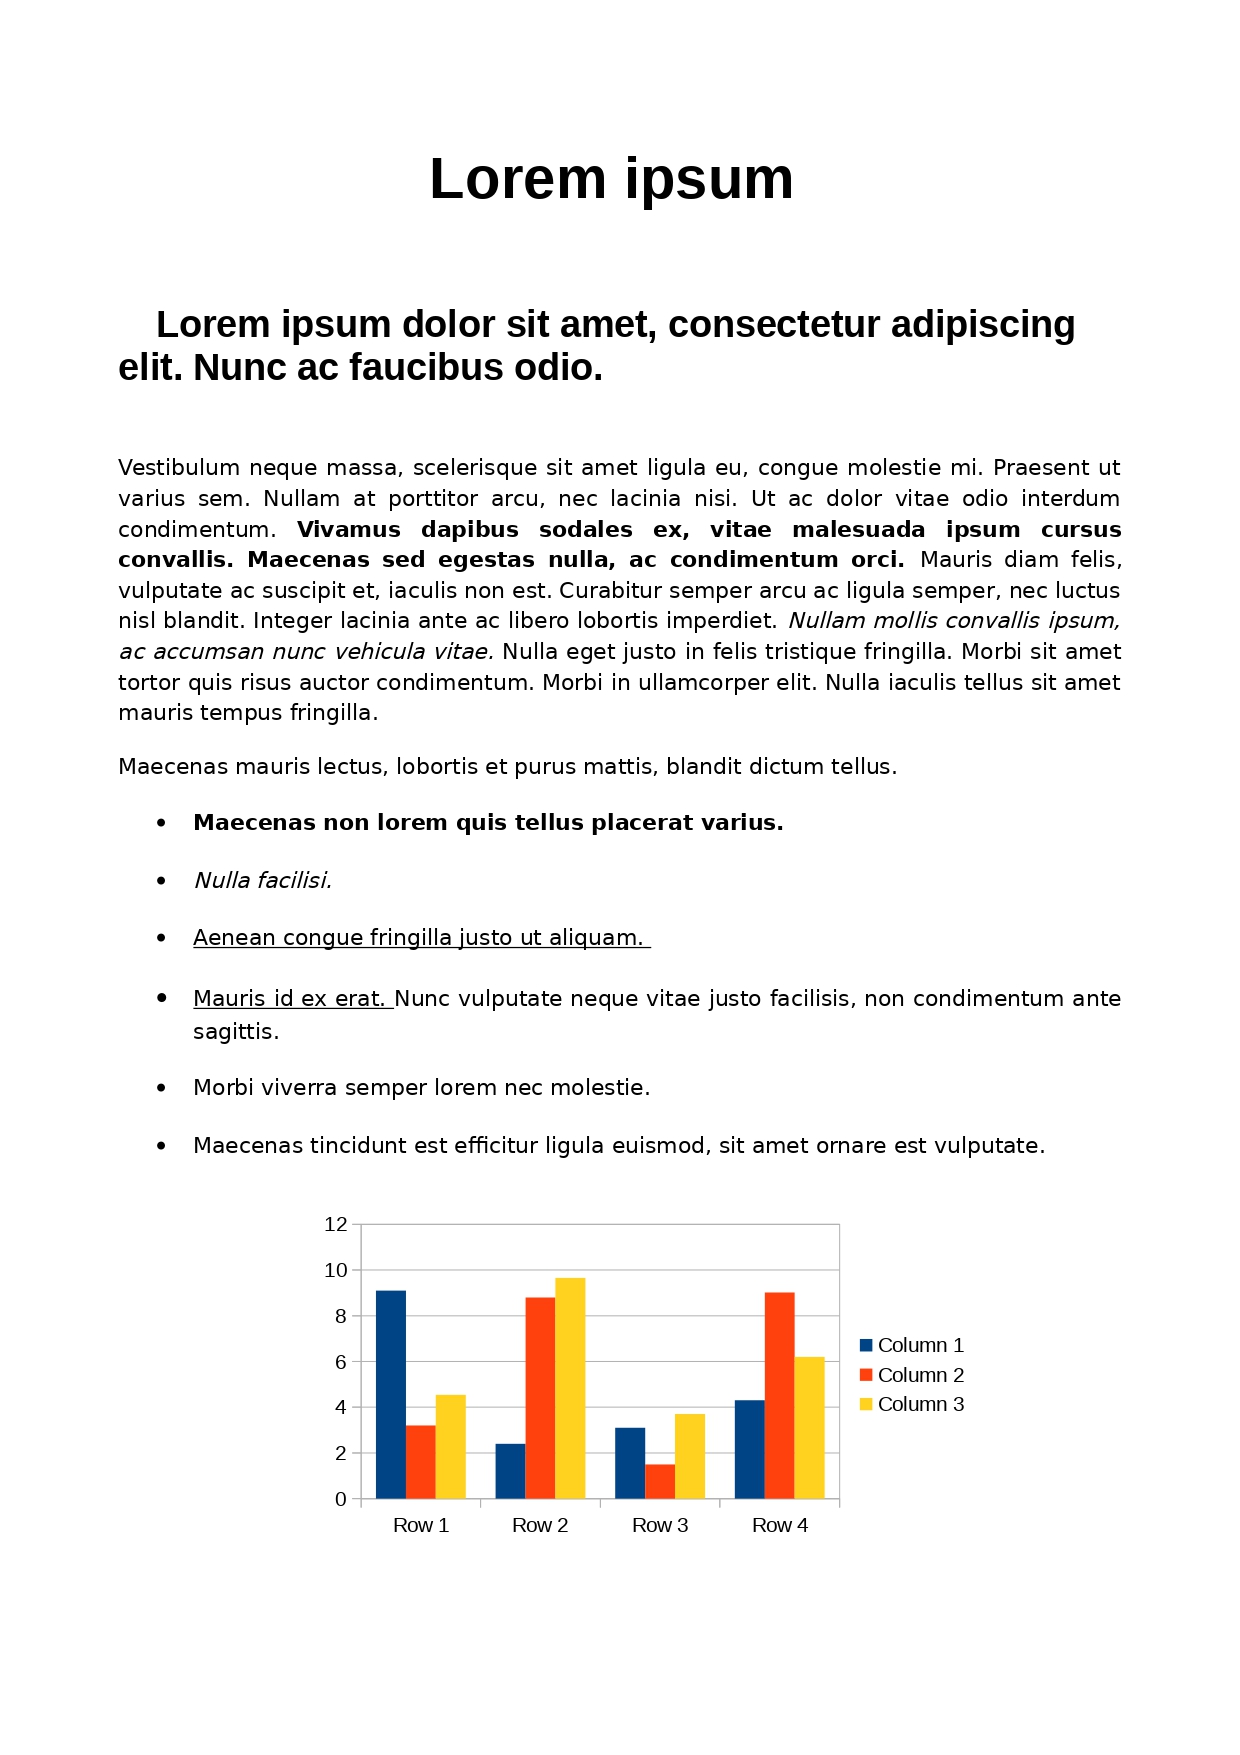 Lorem ipsum
Lorem ipsum dolor sit amet, consectetur adipiscing
elit. Nunc ac faucibus odio.
Vestibulum neque massa, scelerisque sit amet ligula eu, congue molestie mi. Praesent ut
varius sem. Nullam at porttitor arcu, nec lacinia nisi. Ut ac dolor vitae odio interdum
condimentum. Vivamus dapibus sodales ex, vitae malesuada ipsum cursus
convallis. Maecenas sed egestas nulla, ac condimentum orci. Mauris diam felis,
vulputate ac suscipit et, iaculis non est. Curabitur semper arcu ac ligula semper, nec luctus
nisl blandit. Integer lacinia ante ac libero lobortis imperdiet. Nullam mollis convallis ipsum,
ac accumsan nunc vehicula vitae. Nulla eget justo in felis tristique fringilla. Morbi sit amet
tortor quis risus auctor condimentum. Morbi in ullamcorper elit. Nulla iaculis tellus sit amet
mauris tempus fringilla.
Maecenas mauris lectus, lobortis et purus mattis, blandit dictum tellus.
• Maecenas non lorem quis tellus placerat varius.
• Nulla facilisi.
• Aenean congue fringilla justo ut aliquam.
• Mauris id ex erat. Nunc vulputate neque vitae justo facilisis, non condimentum ante
sagittis.
• Morbi viverra semper lorem nec molestie.
• Maecenas tincidunt est efficitur ligula euismod, sit amet ornare est vulputate.
12
10
8
6
4
2
0
Row 1 Row 2 Row 3 Row 4
Column 1
Column 2
Column 3